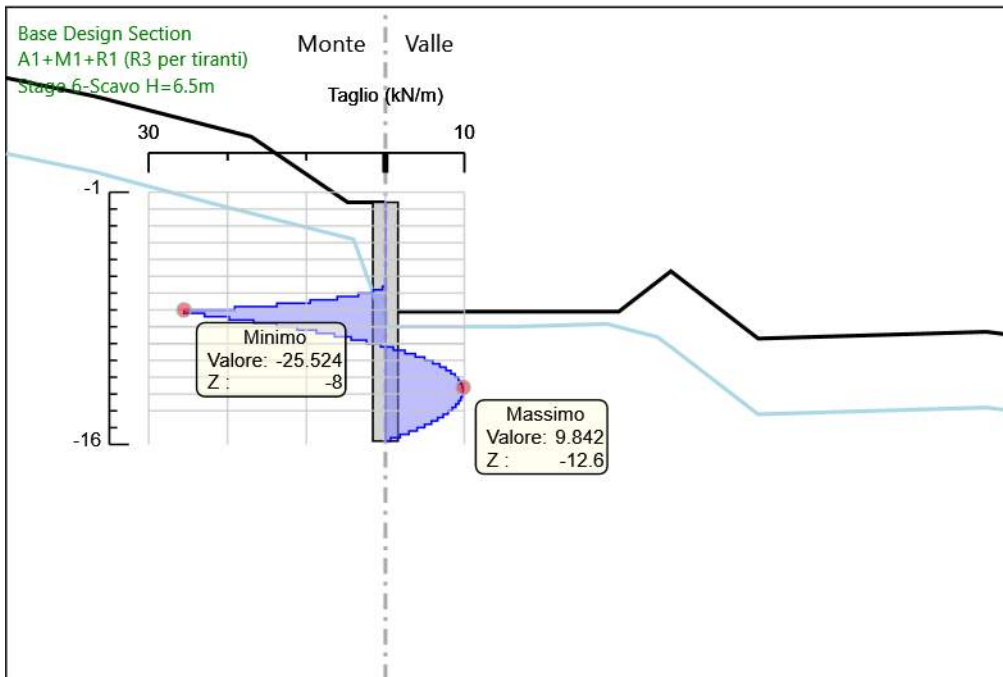 Base Design Section
A1+M1+R1 (R3 per tiranti)
Stage 6-Scavo H=6.5m
Monte Valle
Taglio (kN/m)
30 10
-1
-16
Minimo
Valore: -25.524
Z : -8
Massimo
Valore: 9.842
Z : -12.6